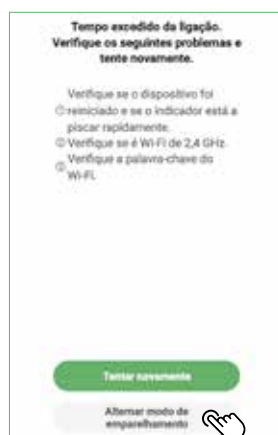 Tempo excedido da ligação.
Verifique os seguintes problemas e
tente novamente.
Verifique se o dispositivo foi
① reiniciado e se o indicador está a
piscar rapidamente.
② Verifique se é Wi-Fi de 2,4 GHz.
Verifique a palavra-chave do
③ Wi-Fi.
Tentar novamente
Alternar modo de
emparelhamento